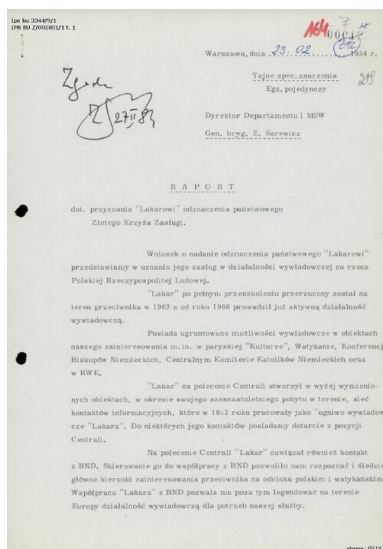 Ipn bu 3344/9/1
IPN BU Z/002801/1 t. 1
164
Warszawa, dnia 23.02 1984 r.
Tajne spec. znaczenia
Egz. pojedynczy
Zgoda
27 II 84
Dyrektor Departamentu I MSW
Gen. bryg. Z. Sarewicz
R A P O R T
dot. przyznania "Lakarowi" odznaczenia państwowego
Złotego Krzyża Zasługi.
Wniosek o nadanie odznaczenia państwowego "Lakarowi"
przedstawiamy w uznaniu jego zasług w działalności wywiadowczej na rzecz
Polskiej Rzeczypospolitej Ludowej.
"Lakar" po pełnym przeszkoleniu przerzucony został na
teren przeciwnika w 1963 a od roku 1966 prowadził już aktywną działalność
wywiadowczą.
Posiada ugruntowane możliwości wywiadowcze w obiektach
naszego zainteresowania m. in. w paryskiej "Kulturze", Watykanie, Konferencj
Biskupów Niemieckich, Centralnym Komitecie Katolików Niemieckich oraz
w RWE.
"Lakar" na polecenie Centrali stworzył w wyżej wymienio-
nych obiektach, w okresie swojego pobytu w terenie, sieć
kontaktów informacyjnych, które w 1982 roku pracowały jako "ogniwo wywiadow
cze "Lakara". Do niektórych jego kontaktów posiadamy dotarcie z pozycji
Centrali.
Na polecenie Centrali "Lakar" nawiązał również kontakt
z BND. Skierowanie go do współpracy z BND pozwoliło nam rozpoznać i śledzić
główne kierunki zainteresowania przeciwnika na odcinku polskim i watykańskim
Współpraca "Lakara" z BND pozwala mu poza tym legendować na terenie
Europy działalność wywiadowczą dla potrzeb naszej służby.